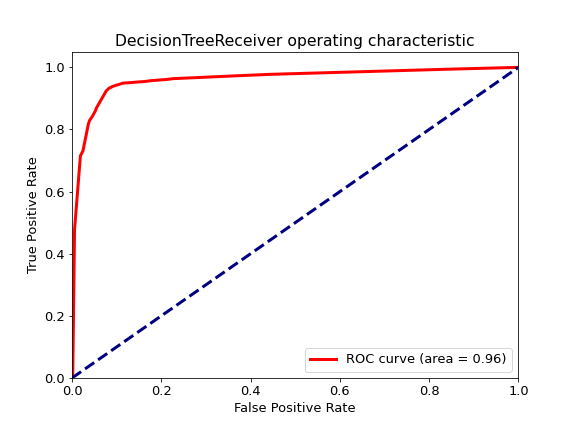 DecisionTreeReceiver operating characteristic
True Positive Rate
1.0
0.8
0.6
0.4
0.2
0.0
ROC curve (area = 0.96)
0.0 0.2 0.4 0.6 0.8 1.0
False Positive Rate